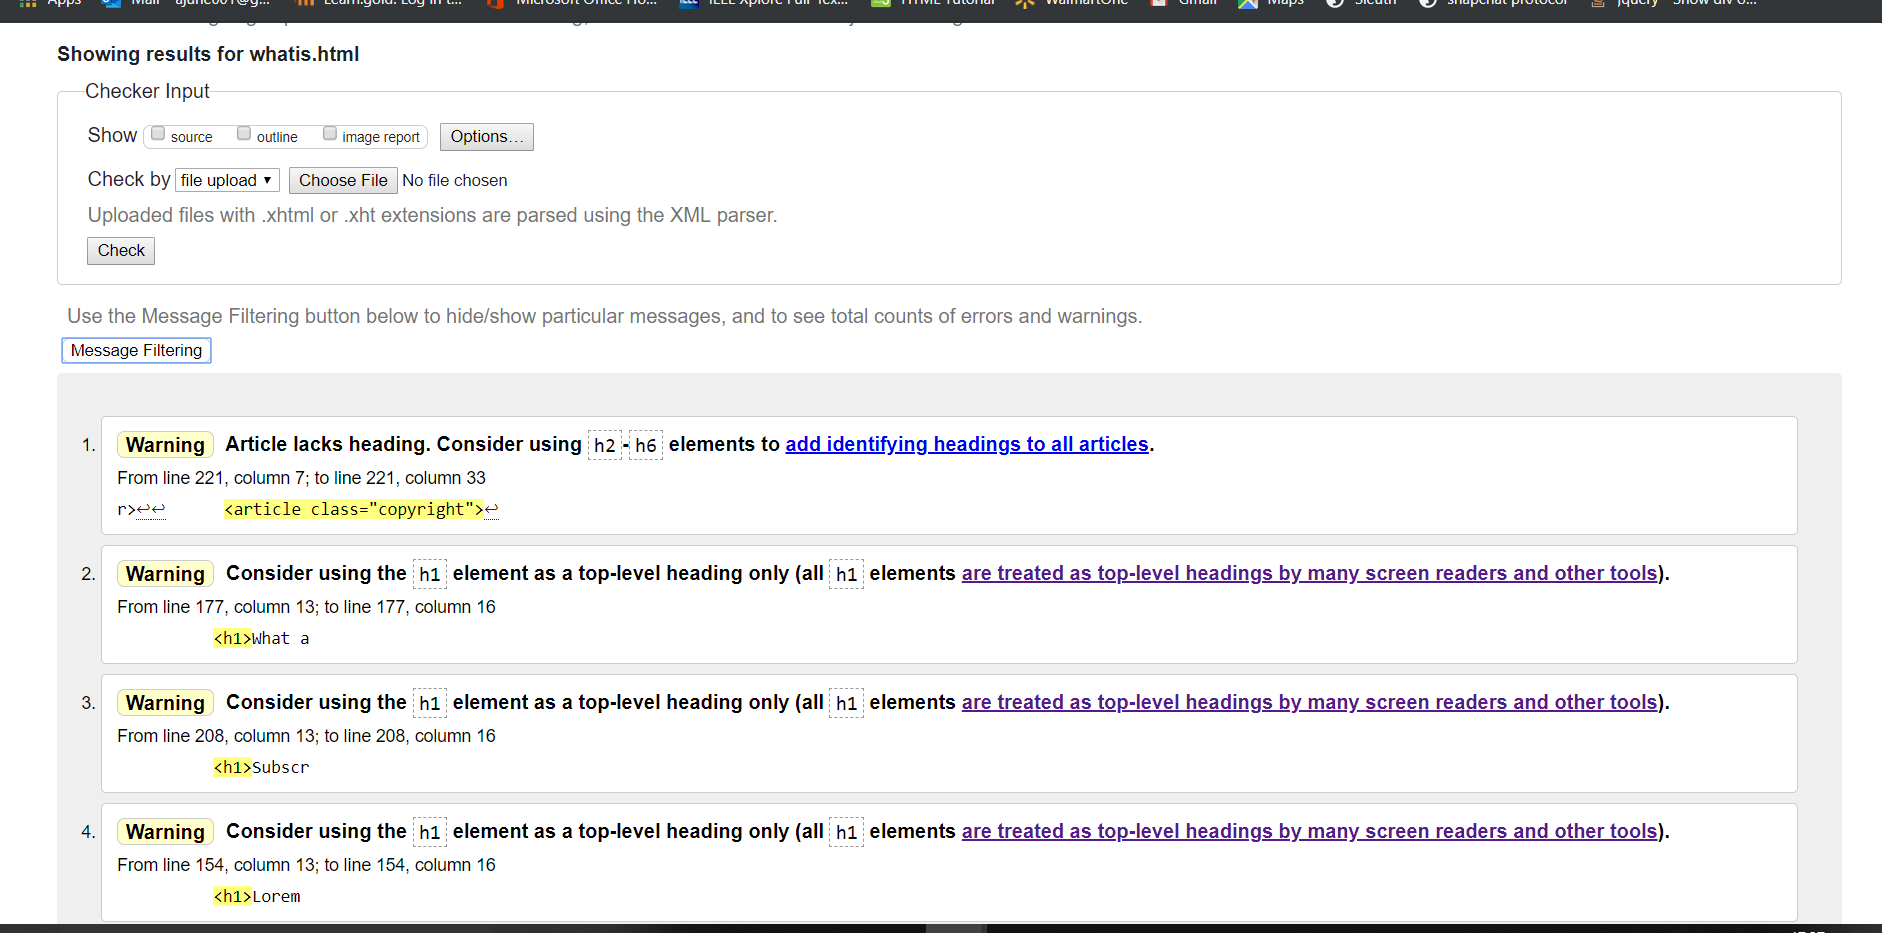 Apps Mail Learn.gold: Log in t... Microsoft Office Ho... IEEE Xplore Full Tex... HTML Tutorial WalmartOne Gmail Maps Sleuth snapchat protocol jquery Show div o...
Showing results for whatis.html
Checker Input
Show source outline image report Options...
Check by file upload ▼ Choose File No file chosen
Uploaded files with .xhtml or .xht extensions are parsed using the XML parser.
Check
Use the Message Filtering button below to hide/show particular messages, and to see total counts of errors and warnings.
Message Filtering
1. Warning Article lacks heading. Consider using h2-h6 elements to add identifying headings to all articles.
From line 221, column 7; to line 221, column 33
r>↩↩ <article class="copyright">↩
2. Warning Consider using the h1 element as a top-level heading only (all h1 elements are treated as top-level headings by many screen readers and other tools).
From line 177, column 13; to line 177, column 16
<h1>What a
3. Warning Consider using the h1 element as a top-level heading only (all h1 elements are treated as top-level headings by many screen readers and other tools).
From line 208, column 13; to line 208, column 16
<h1>Subscr
4. Warning Consider using the h1 element as a top-level heading only (all h1 elements are treated as top-level headings by many screen readers and other tools).
From line 154, column 13; to line 154, column 16
<h1>Lorem